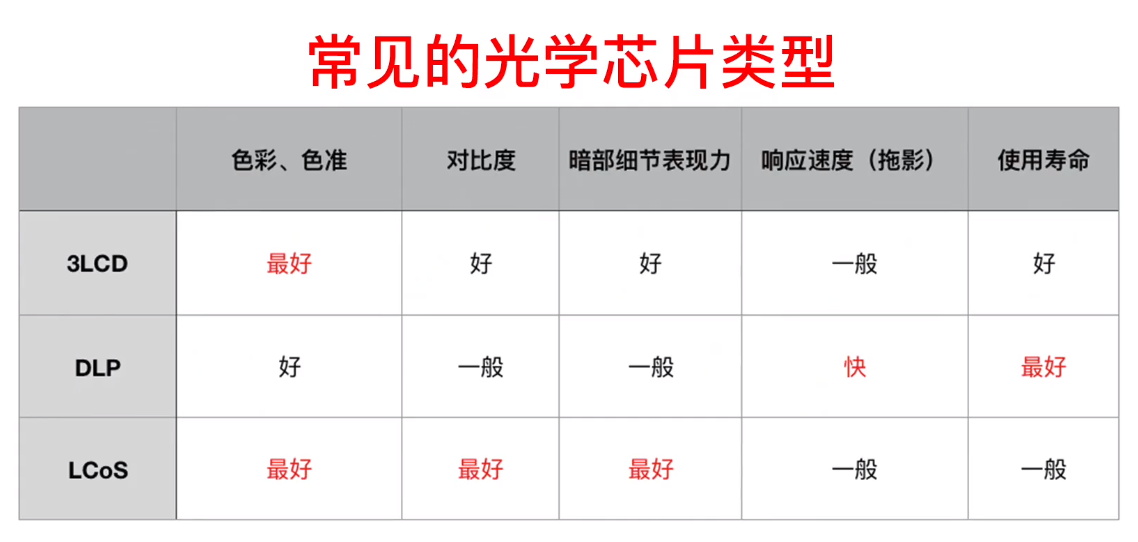 常见的光学芯片类型
色彩、色准 对比度 暗部细节表现力 响应速度（拖影） 使用寿命
3LCD 最好 好 好 一般 好
DLP 好 一般 一般 快 最好
LCoS 最好 最好 最好 一般 一般